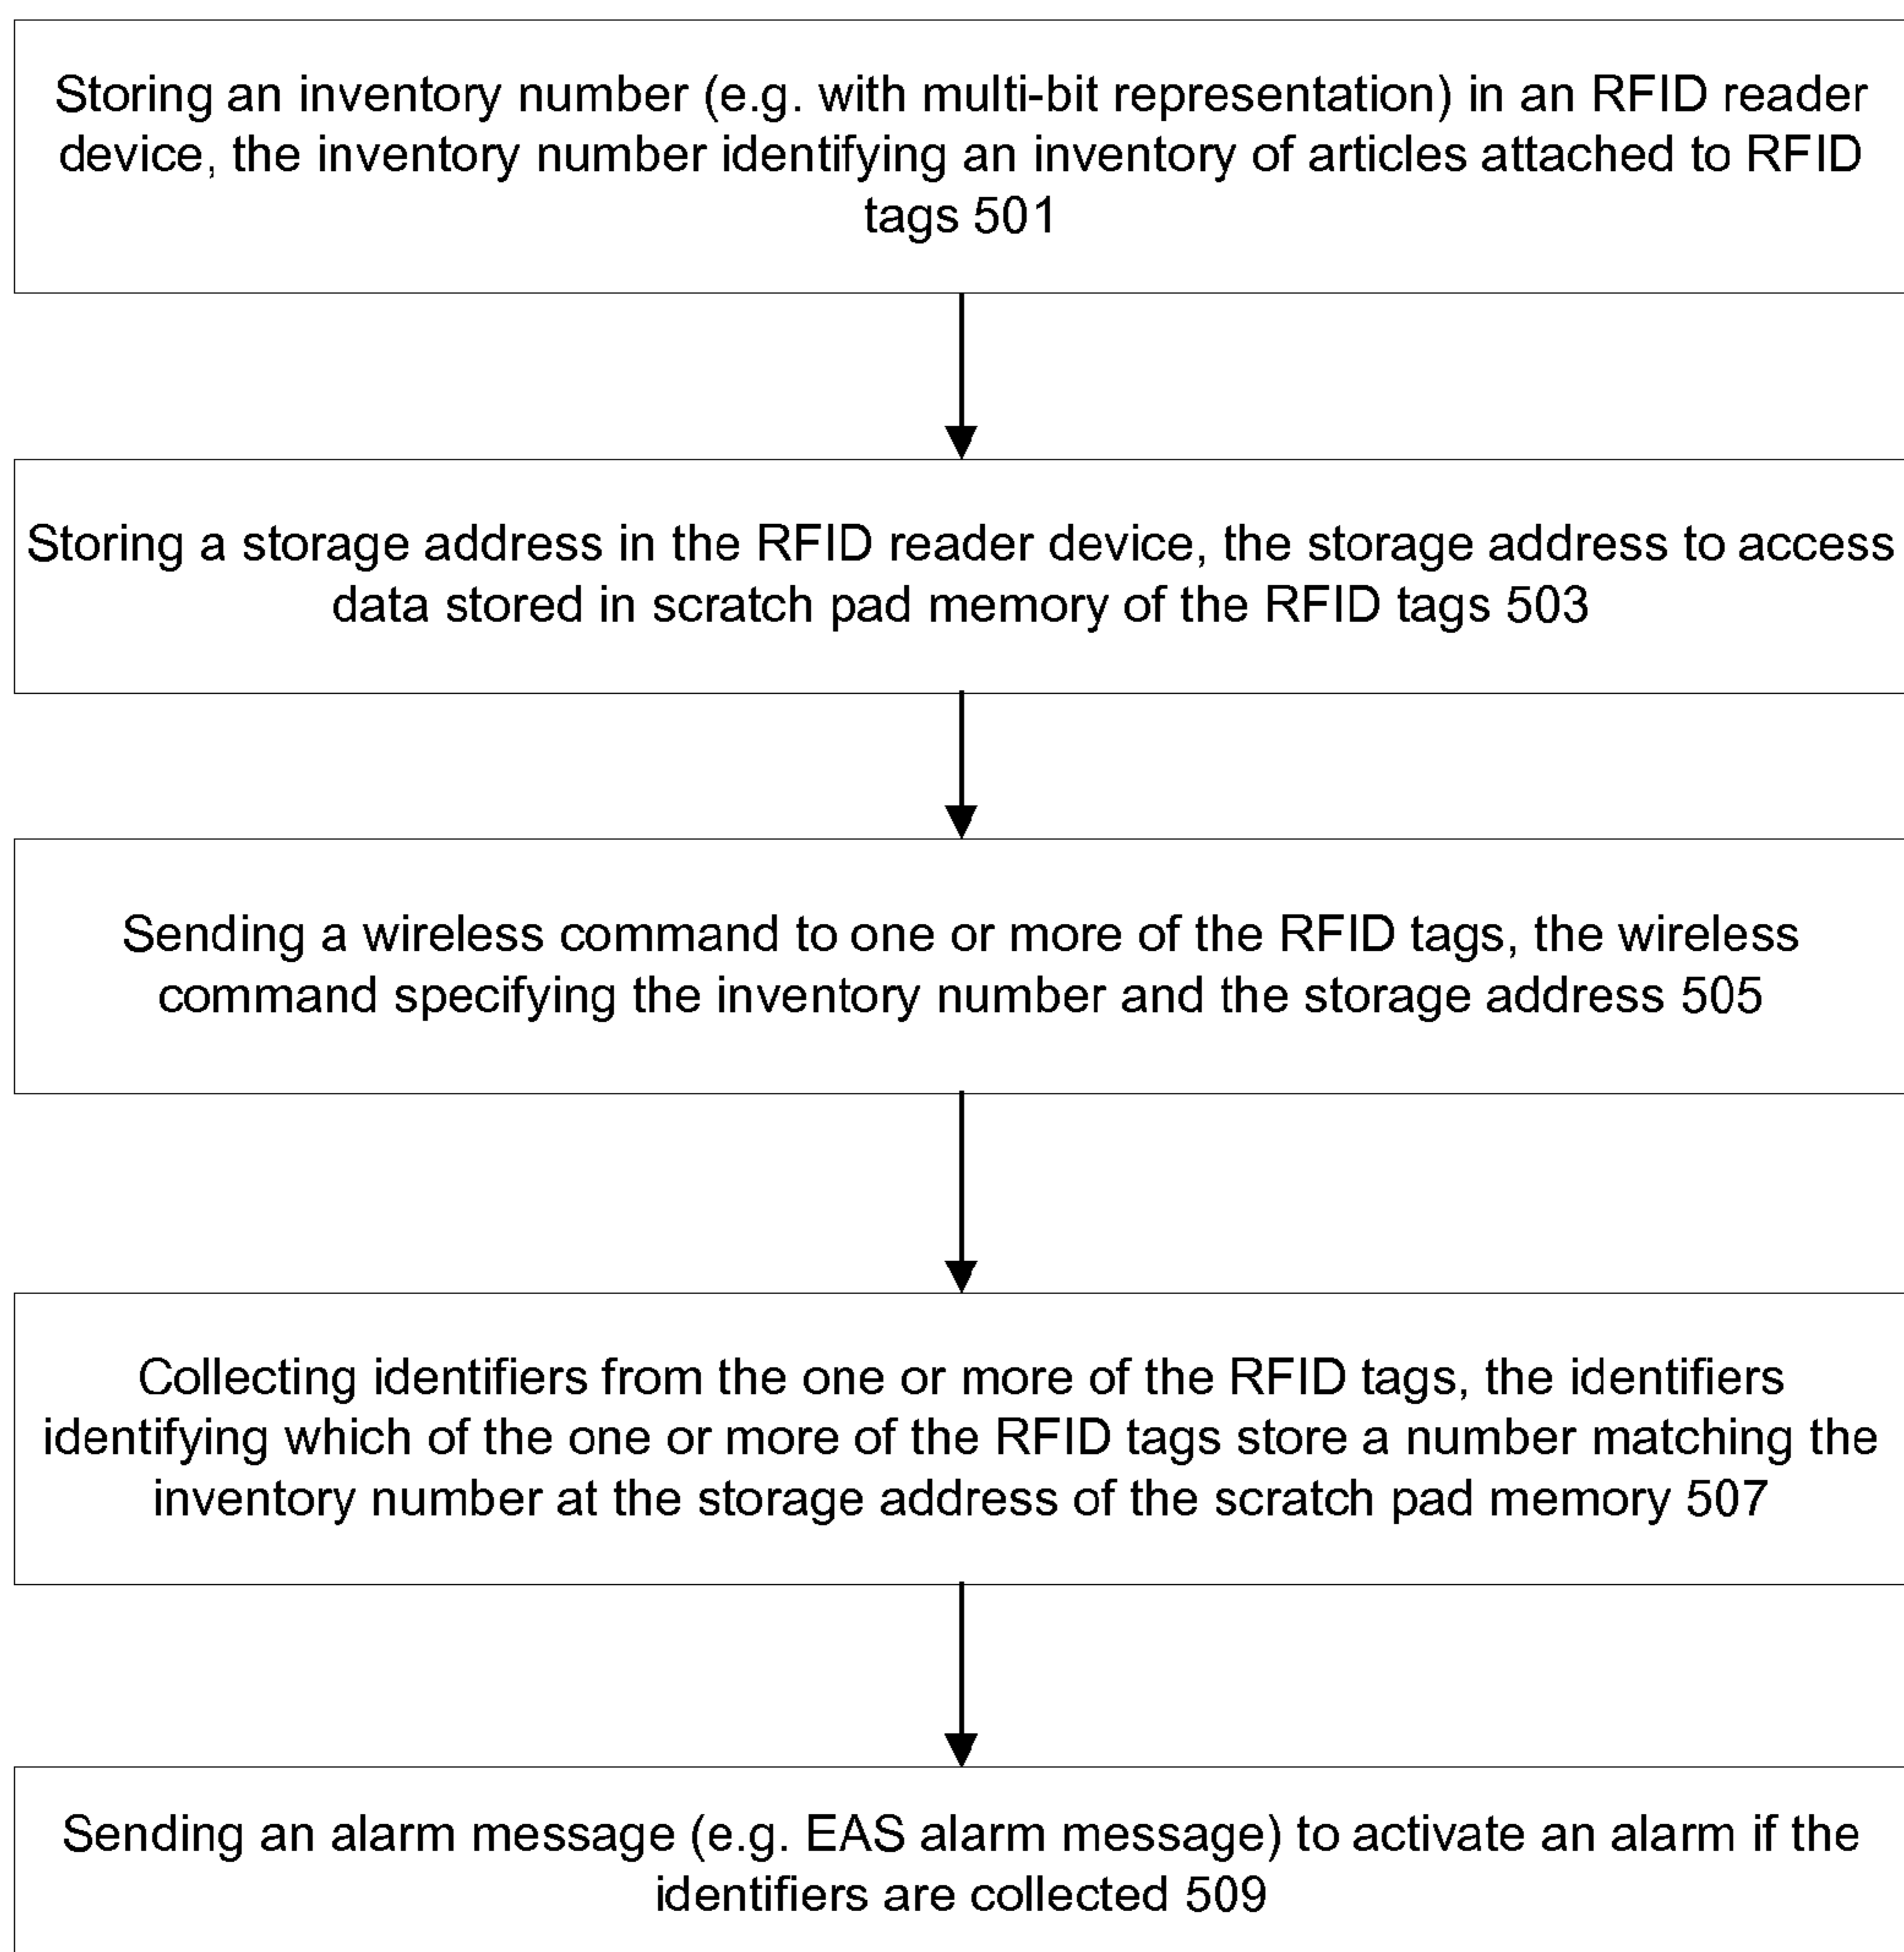 Storing an inventory number (e.g. with multi-bit representation) in an RFID reader
device, the inventory number identifying an inventory of articles attached to RFID
tags 501
Storing a storage address in the RFID reader device, the storage address to access
data stored in scratch pad memory of the RFID tags 503
Sending a wireless command to one or more of the RFID tags, the wireless
command specifying the inventory number and the storage address 505
Collecting identifiers from the one or more of the RFID tags, the identifiers
identifying which of the one or more of the RFID tags store a number matching the
inventory number at the storage address of the scratch pad memory 507
Sending an alarm message (e.g. EAS alarm message) to activate an alarm if the
identifiers are collected 509